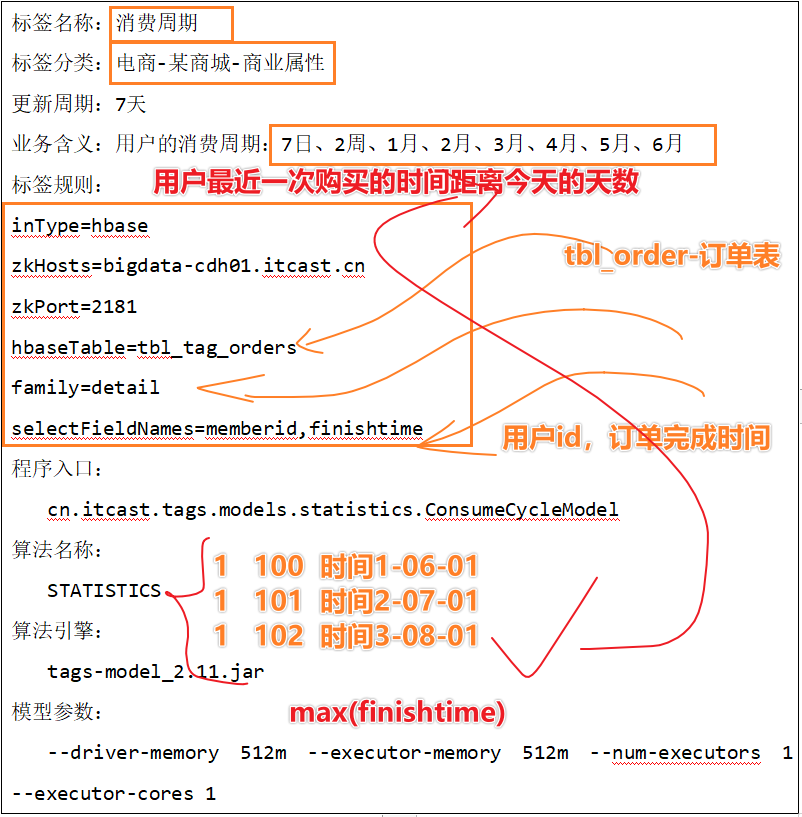 标签名称：消费周期
标签分类：电商-某商城-商业属性
更新周期：7天
业务含义：用户的消费周期：7日、2周、1月、2月、3月、4月、5月、6月
标签规则：
用户最近一次购买的时间距离今天的天数
inType=hbase
tbl_order-订单表
zkHosts=bigdata-cdh01.itcast.cn
zkPort=2181
hbaseTable=tbl_tag_orders
family=detail
selectFieldNames=memberid,finishtime
用户id，订单完成时间
程序入口：
cn.itcast.tags.models.statistics.ConsumeCycleModel
算法名称：
1 100 时间1-06-01
STATISTICS
1 101 时间2-07-01
算法引擎：
1 102 时间3-08-01
tags-model_2.11.jar
模型参数：
max(finishtime)
--driver-memory 512m --executor-memory 512m --num-executors 1
--executor-cores 1